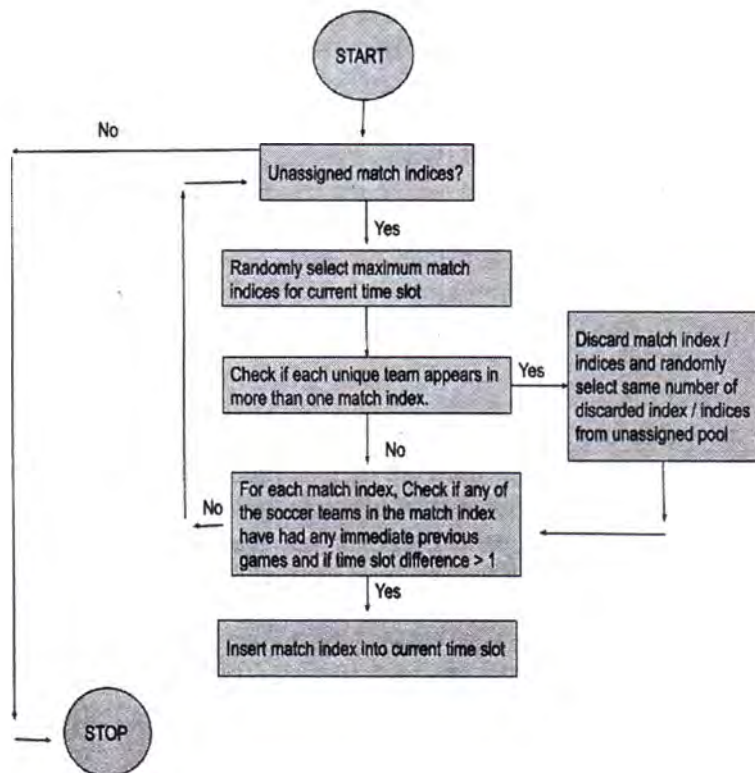 START
No
Unassigned match indices?
Yes
Randomly select maximum match
indices for current time slot
Check if each unique team appears in
more than one match index.
Yes
Discard match index /
indices and randomly
select same number of
discarded index / indices
from unassigned pool
No
For each match index, Check if any of
the soccer teams in the match index
have had any immediate previous
games and if time slot difference > 1
No
Yes
Insert match index into current time slot
STOP